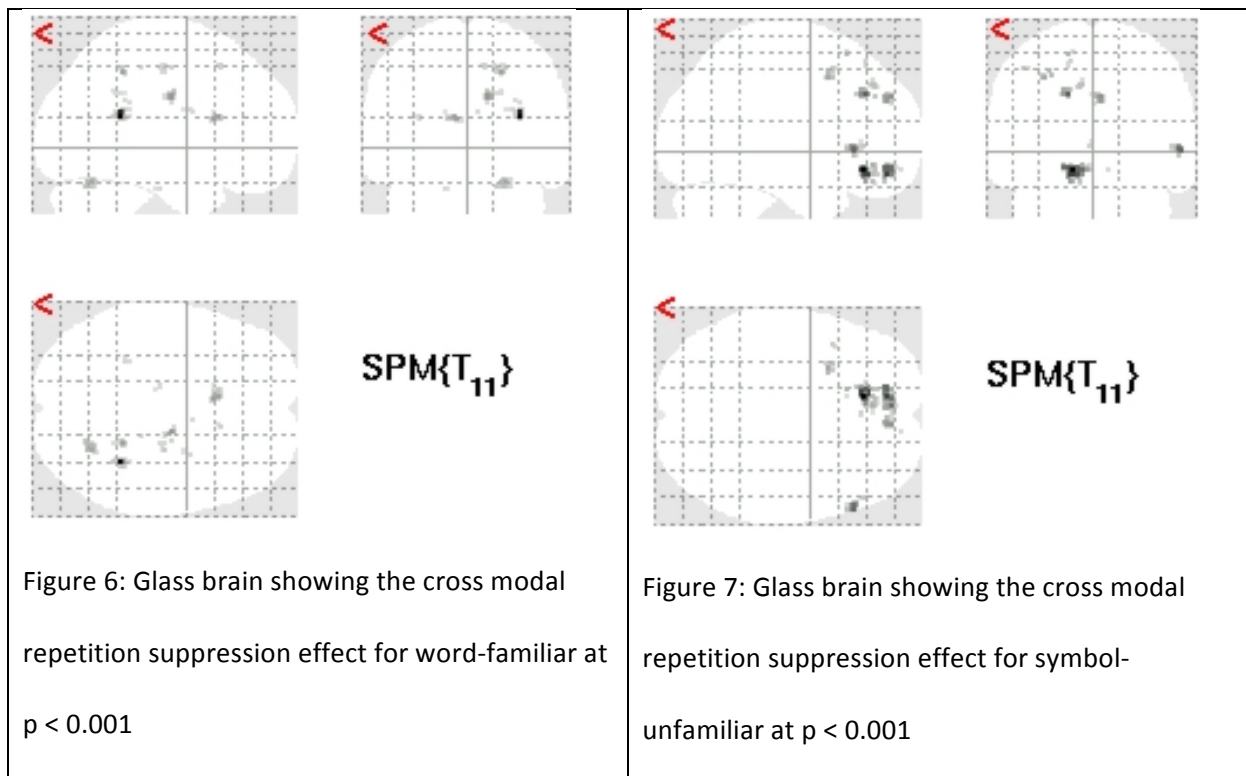 SPM{T11}
Figure 6: Glass brain showing the cross modal
repetition suppression effect for word-familiar at
p < 0.001
SPM{T11}
Figure 7: Glass brain showing the cross modal
repetition suppression effect for symbol-
unfamiliar at p < 0.001